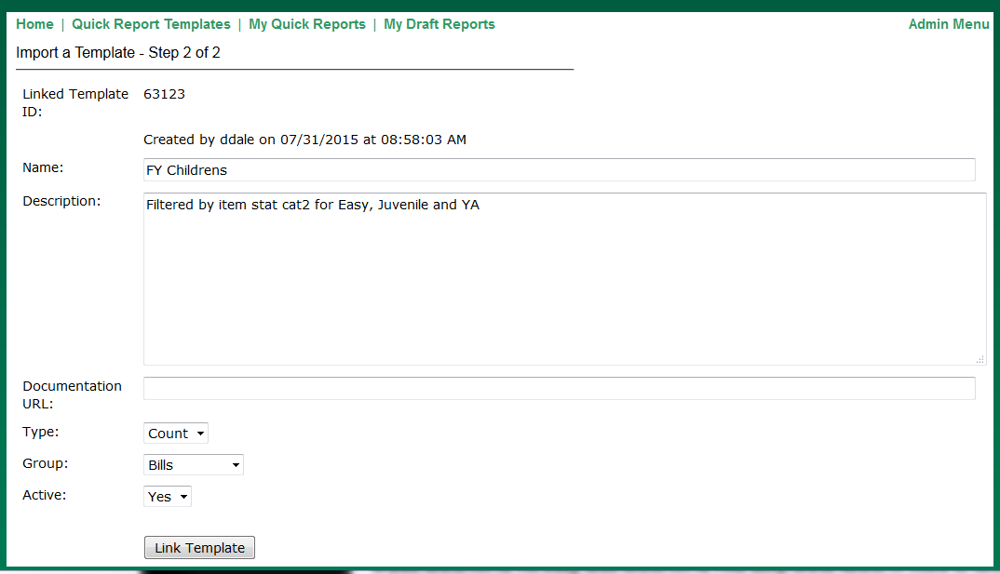 Home | Quick Report Templates | My Quick Reports | My Draft Reports Admin Menu
Import a Template - Step 2 of 2
Linked Template ID: 63123
Created by ddale on 07/31/2015 at 08:58:03 AM
Name: FY Childrens
Description: Filtered by item stat cat2 for Easy, Juvenile and YA
Documentation URL:
Type: Count
Group: Bills
Active: Yes
Link Template